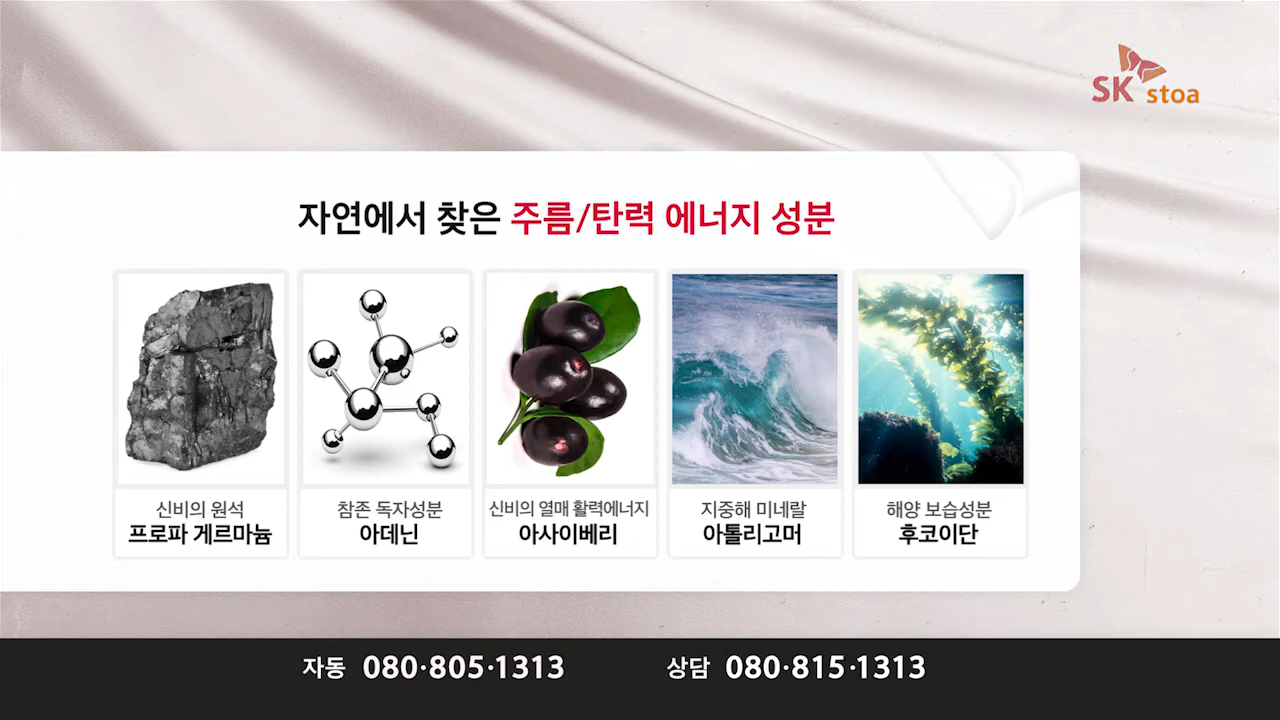 SK stoa
자연에서 찾은 주름/탄력 에너지 성분
신비의 원석
프로파 게르마늄
참존 독자성분
아데닌
신비의 열매 활력에너지
아사이베리
지중해 미네랄
아톨리고머
해양 보습성분
후코이단
자동 080·805·1313 상담 080·815·1313